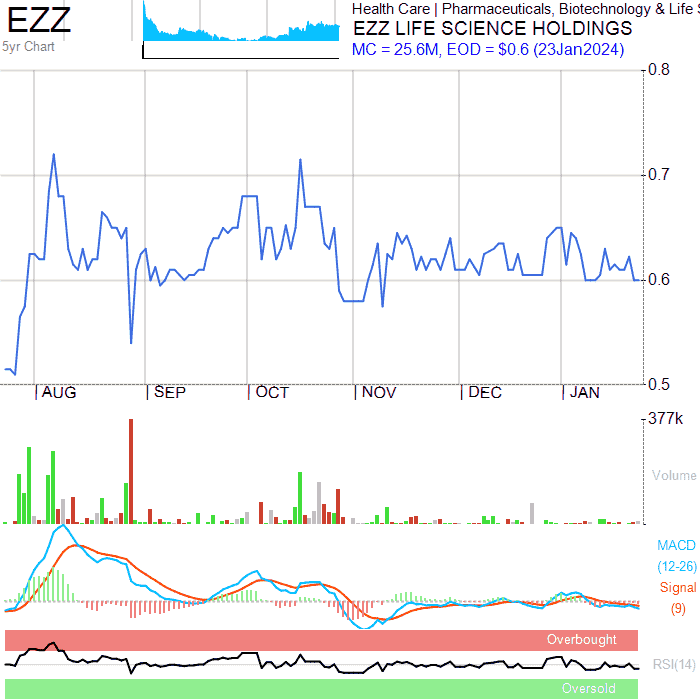 EZZ
5yr Chart
Health Care | Pharmaceuticals, Biotechnology & Life S
EZZ LIFE SCIENCE HOLDINGS
MC = 25.6M, EOD = $0.6 (23Jan2024)
0.8
0.7
0.6
0.5
AUG SEP OCT NOV DEC JAN
377k
Volume
MACD
(12-26)
Signal
(9)
Overbought
RSI(14)
Oversold